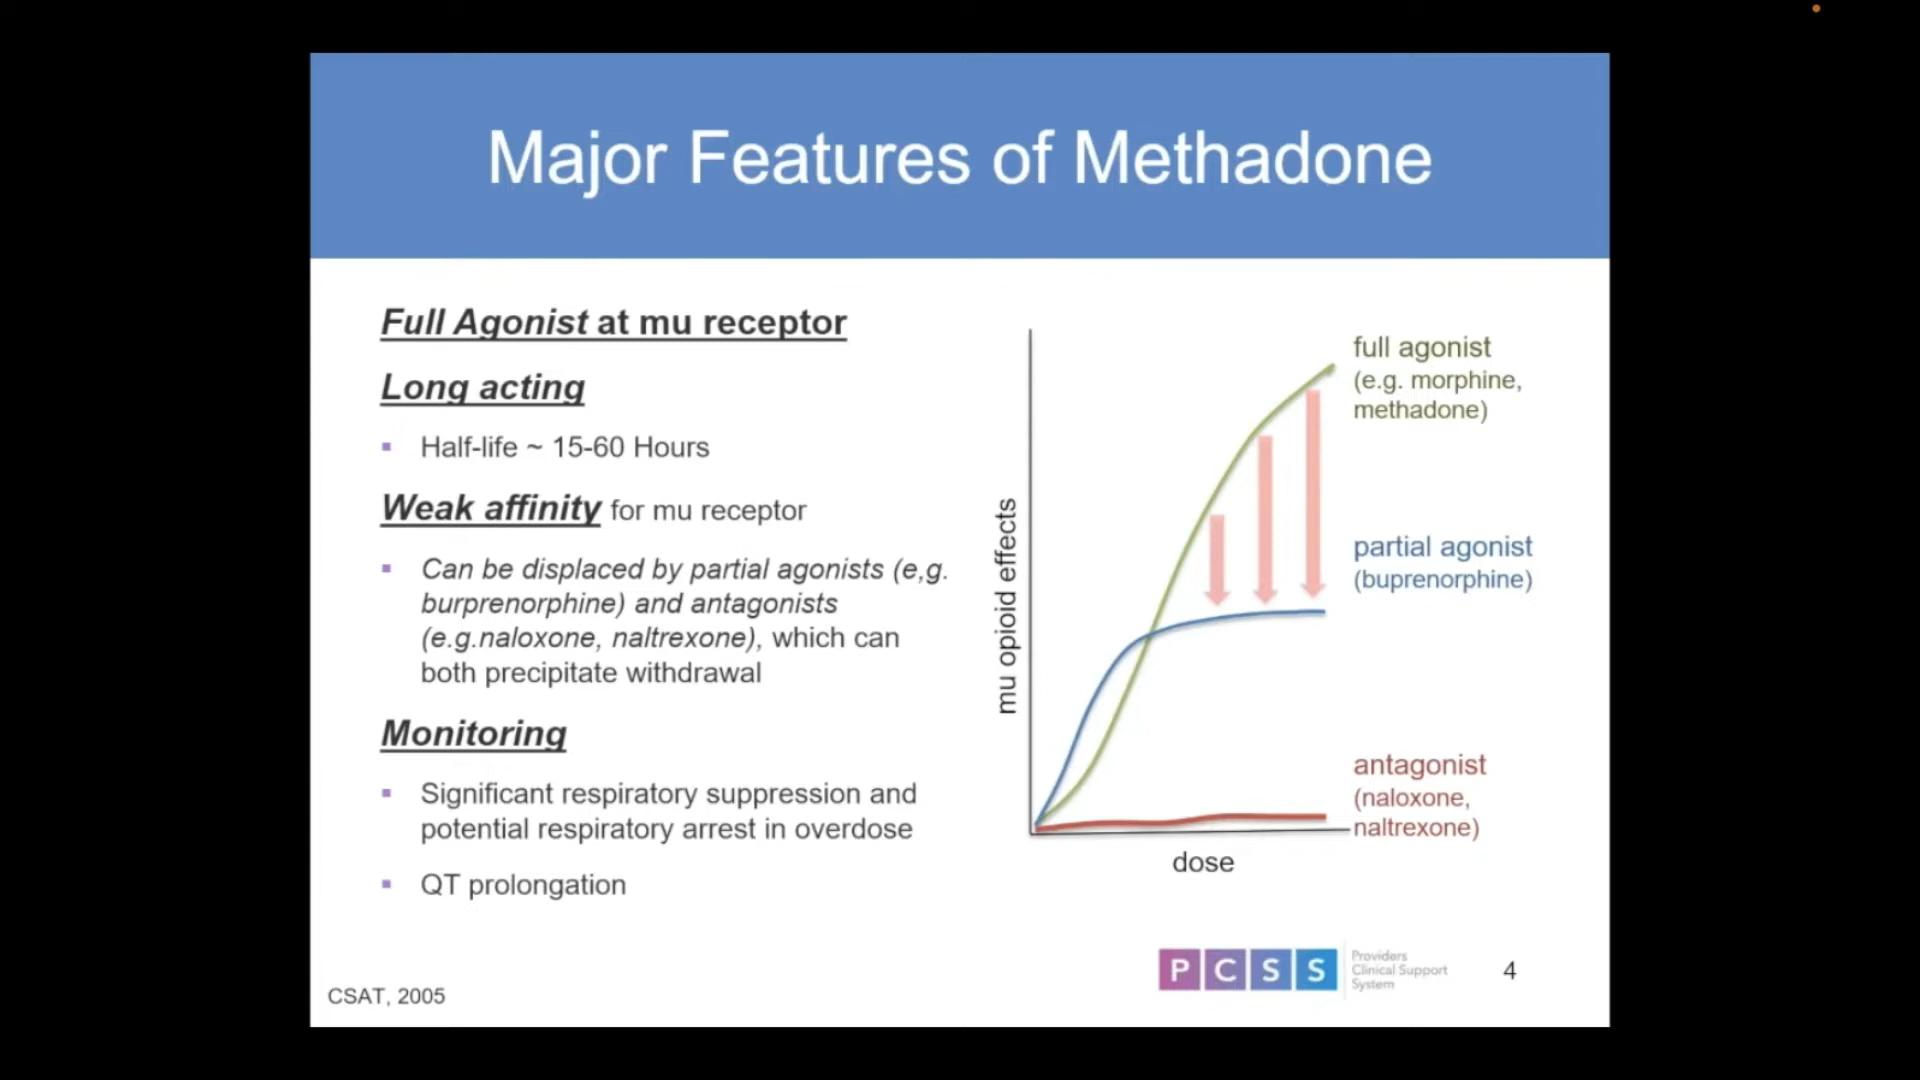 Major Features of Methadone
Full Agonist at mu receptor
Long acting
▪ Half-life ~ 15-60 Hours
Weak affinity for mu receptor
▪ Can be displaced by partial agonists (e,g.
burprenorphine) and antagonists
(e.g.naloxone, naltrexone), which can
both precipitate withdrawal
Monitoring
▪ Significant respiratory suppression and
potential respiratory arrest in overdose
▪ QT prolongation
mu opioid effects
dose
full agonist
(e.g. morphine,
methadone)
partial agonist
(buprenorphine)
antagonist
(naloxone,
naltrexone)
PCSS
Providers
Clinical Support
System
4
CSAT, 2005